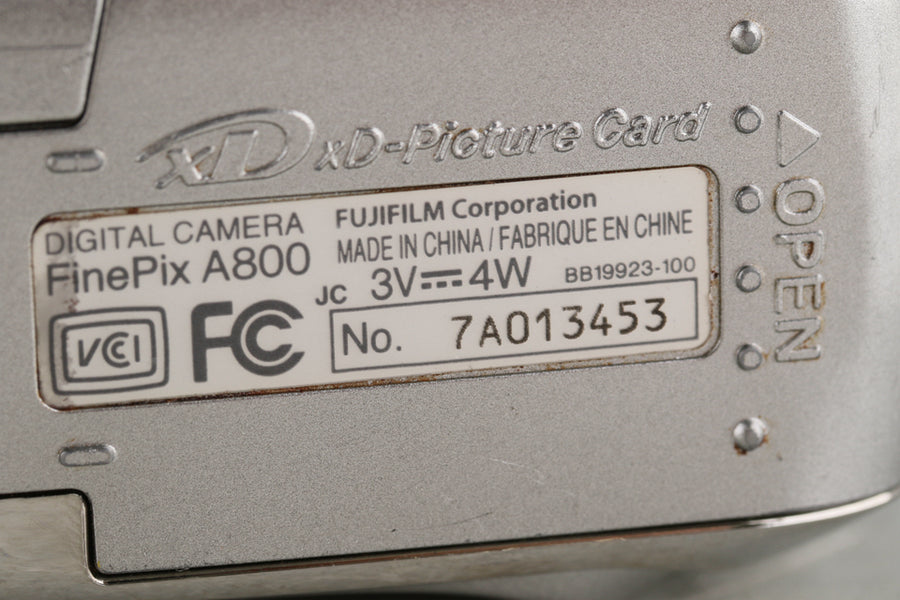 xD xD-Picture Card
DIGITAL CAMERA
FinePix A800
FUJIFILM Corporation
MADE IN CHINA / FABRIQUE EN CHINE
JC 3V⎓4W BB19923-100
VCCI FC
No. 7A013453
△OPEN